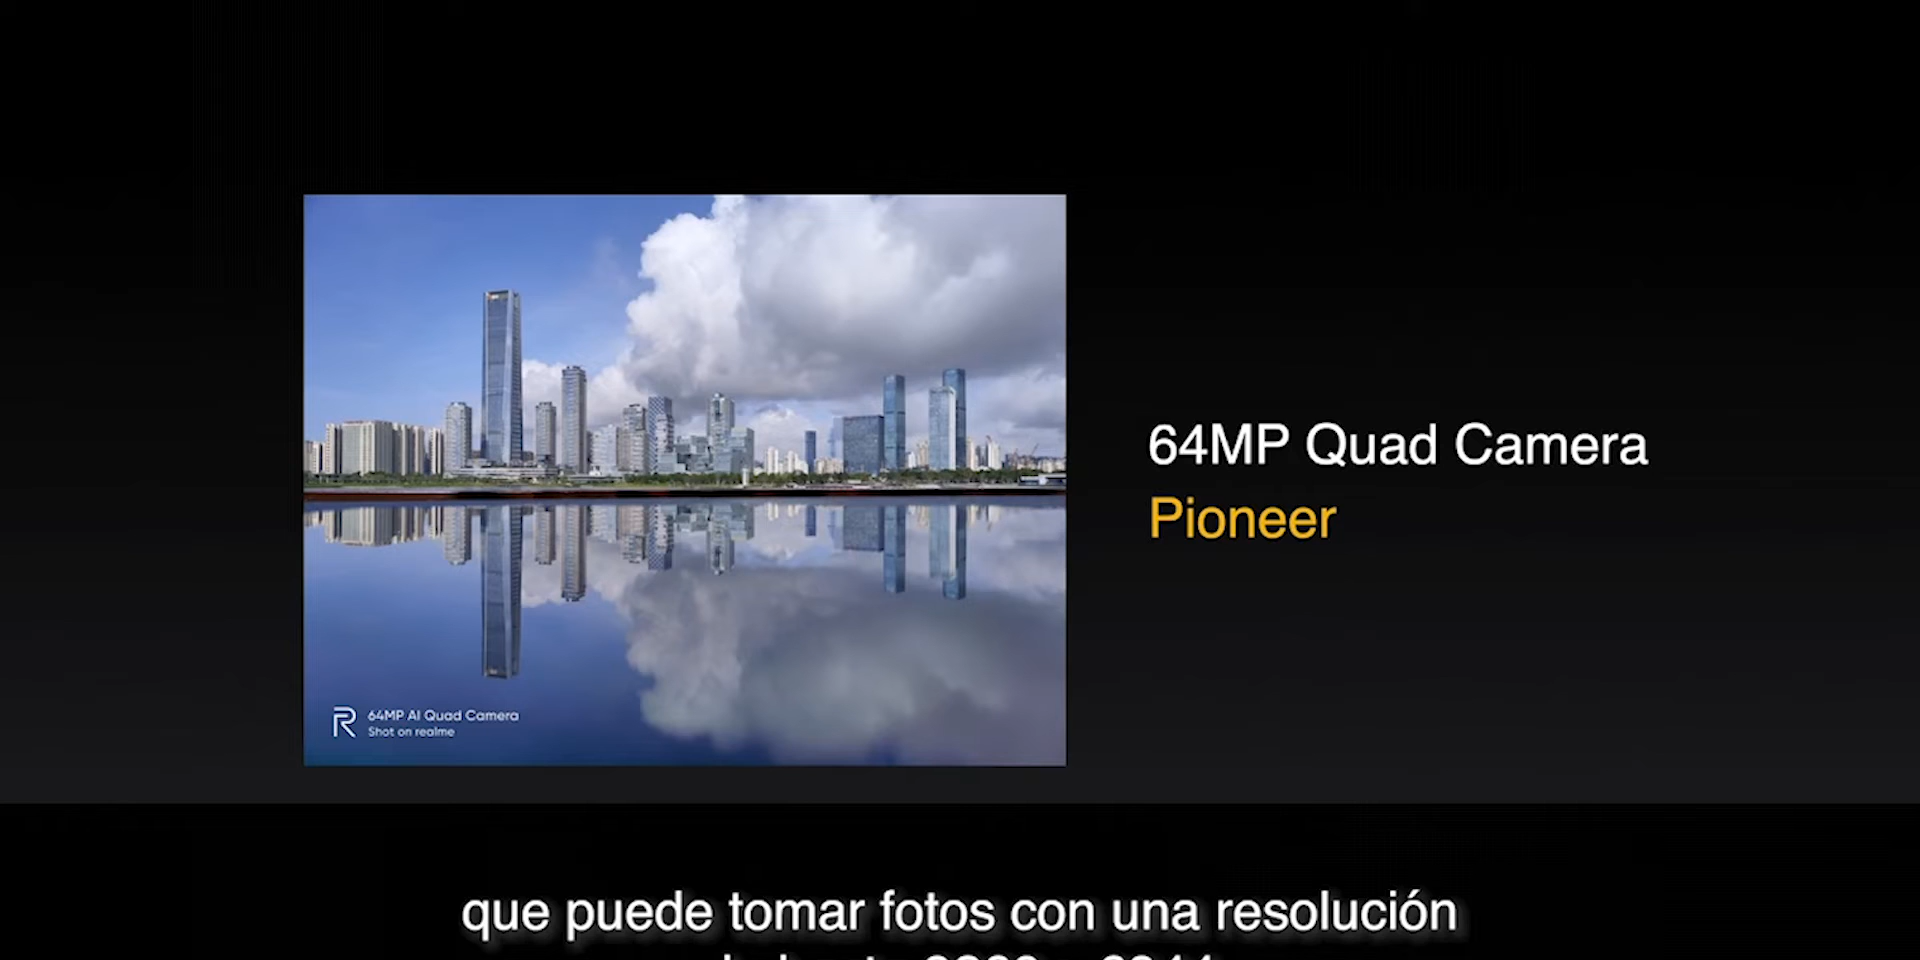 64MP Quad Camera
Pioneer
64MP AI Quad Camera
Shot on realme
que puede tomar fotos con una resolución